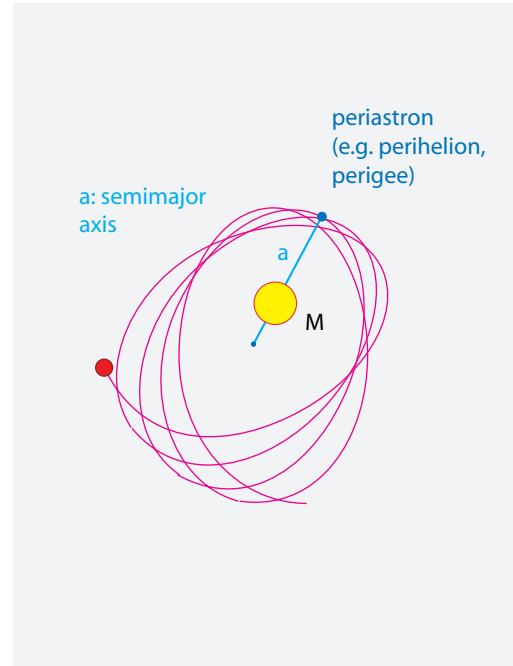 periastron
(e.g. perihelion,
perigee)
a: semimajor
axis
a
M